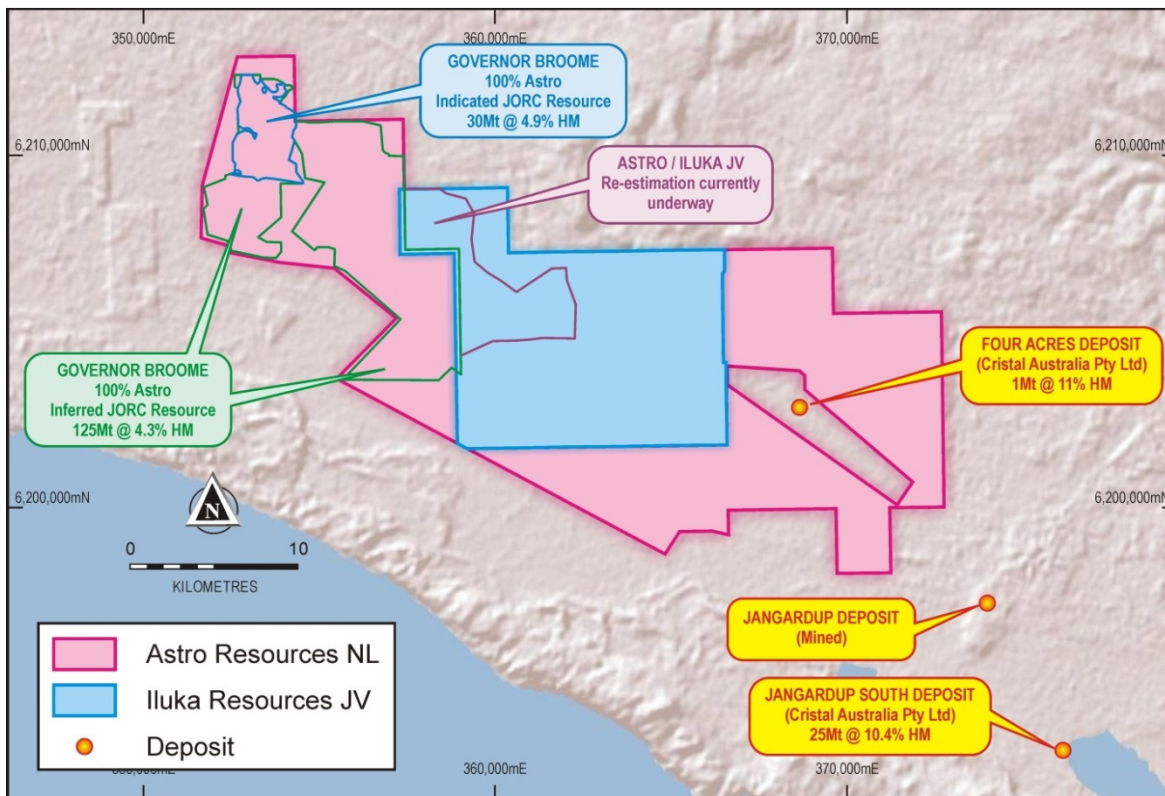 350,000mE
360,000mE
370,000mE
GOVERNOR BROOME
100% Astro
Indicated JORC Resource
30Mt @ 4.9% HM
6,210,000mN
6,210,000mN
ASTRO / ILUKA JV
Re-estimation currently
underway
FOUR ACRES DEPOSIT
(Cristal Australia Pty Ltd)
1Mt @ 11% HM
GOVERNOR BROOME
100% Astro
Inferred JORC Resource
125Mt @ 4.3% HM
6,200,000mN
6,200,000mN
N
0
10
KILOMETRES
JANGARDUP DEPOSIT
(Mined)
Astro Resources NL
Iluka Resources JV
Deposit
JANGARDUP SOUTH DEPOSIT
(Cristal Australia Pty Ltd)
25Mt @ 10.4% HM
350,000mE
360,000mE
370,000mE